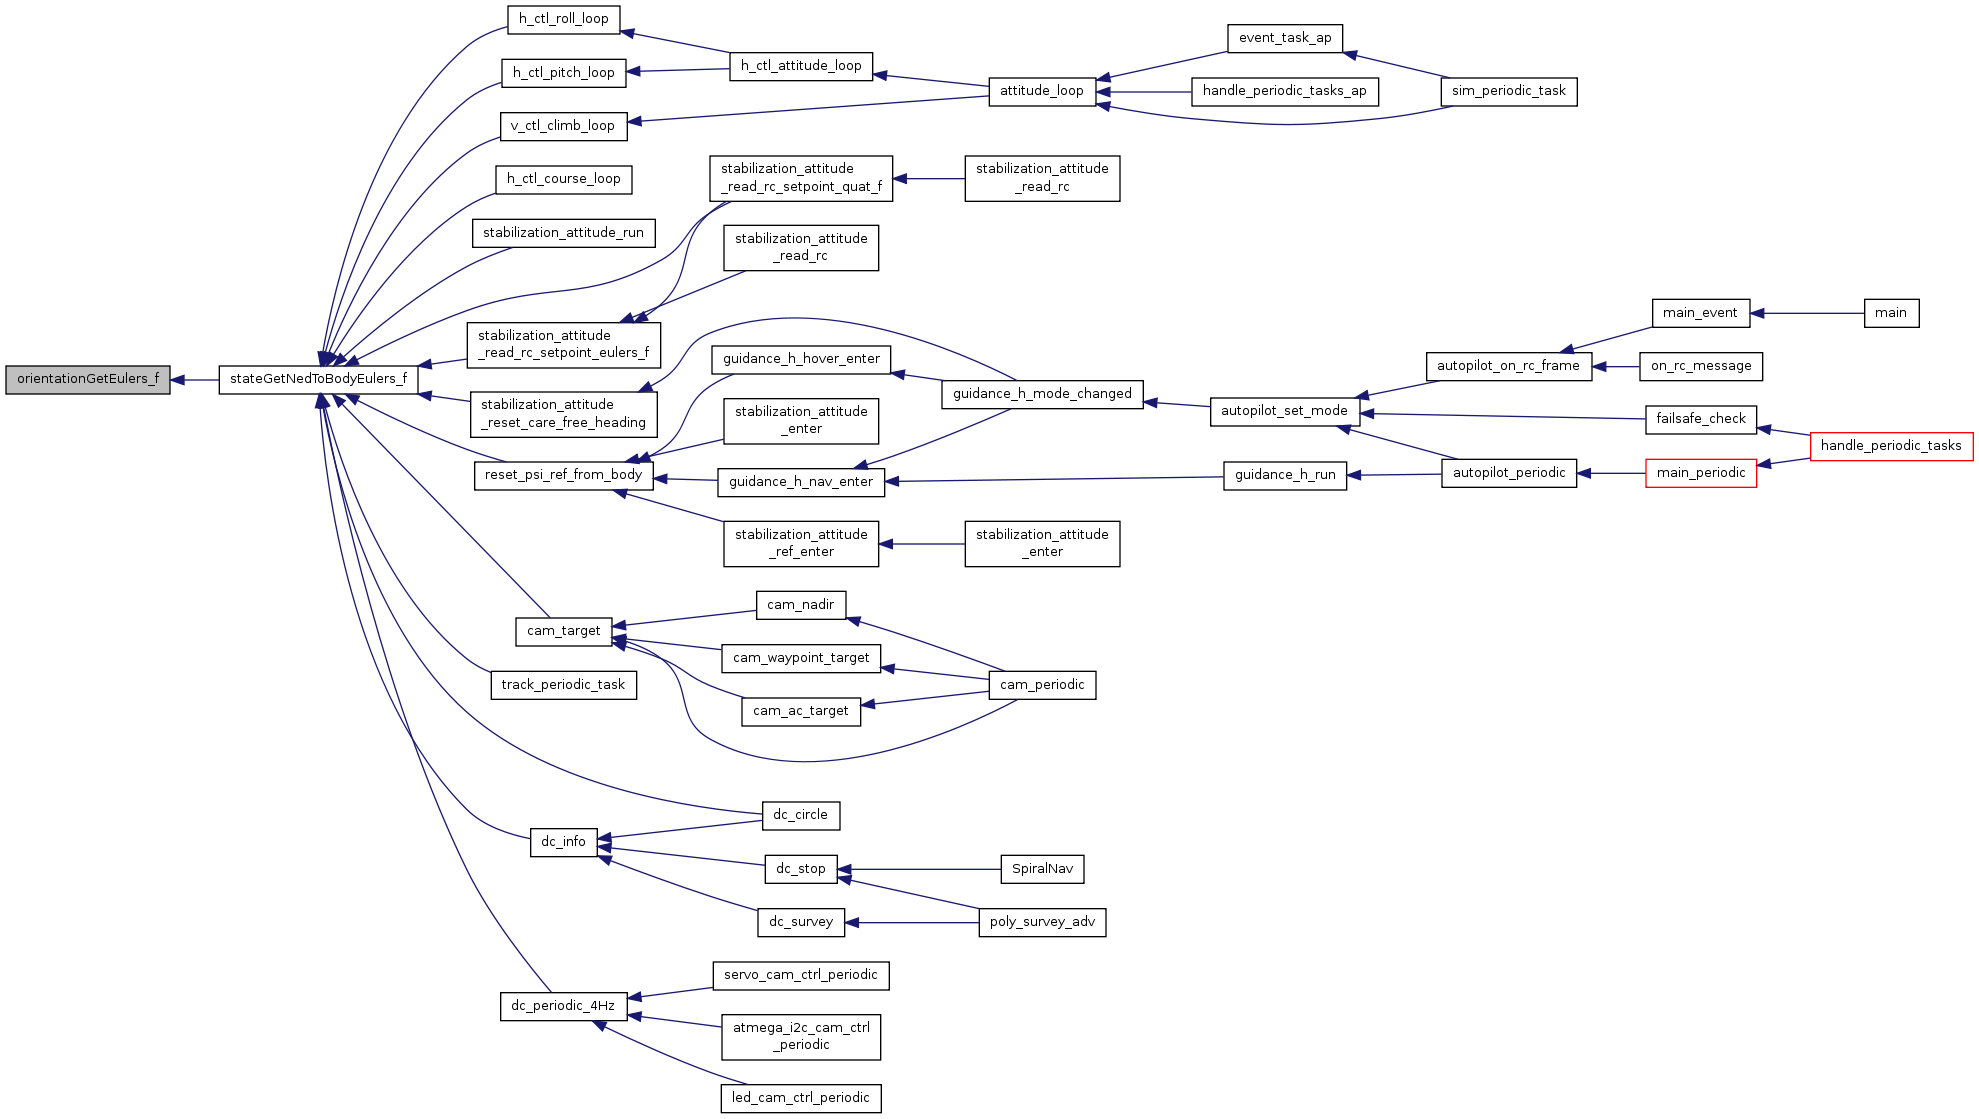 orientationGetEulers_f
stateGetNedToBodyEulers_f
h_ctl_roll_loop
h_ctl_pitch_loop
v_ctl_climb_loop
h_ctl_course_loop
stabilization_attitude_run
stabilization_attitude
_read_rc_setpoint_eulers_f
stabilization_attitude
_reset_care_free_heading
reset_psi_ref_from_body
cam_target
track_periodic_task
dc_info
dc_periodic_4Hz
h_ctl_attitude_loop
stabilization_attitude
_read_rc_setpoint_quat_f
stabilization_attitude
_read_rc
guidance_h_hover_enter
stabilization_attitude
_enter
guidance_h_nav_enter
stabilization_attitude
_ref_enter
cam_nadir
cam_waypoint_target
cam_ac_target
dc_circle
dc_stop
dc_survey
servo_cam_ctrl_periodic
atmega_i2c_cam_ctrl
_periodic
led_cam_ctrl_periodic
attitude_loop
stabilization_attitude
_read_rc
guidance_h_mode_changed
stabilization_attitude
_enter
cam_periodic
SpiralNav
poly_survey_adv
event_task_ap
handle_periodic_tasks_ap
autopilot_set_mode
guidance_h_run
sim_periodic_task
autopilot_on_rc_frame
autopilot_periodic
main_event
on_rc_message
failsafe_check
main_periodic
main
handle_periodic_tasks